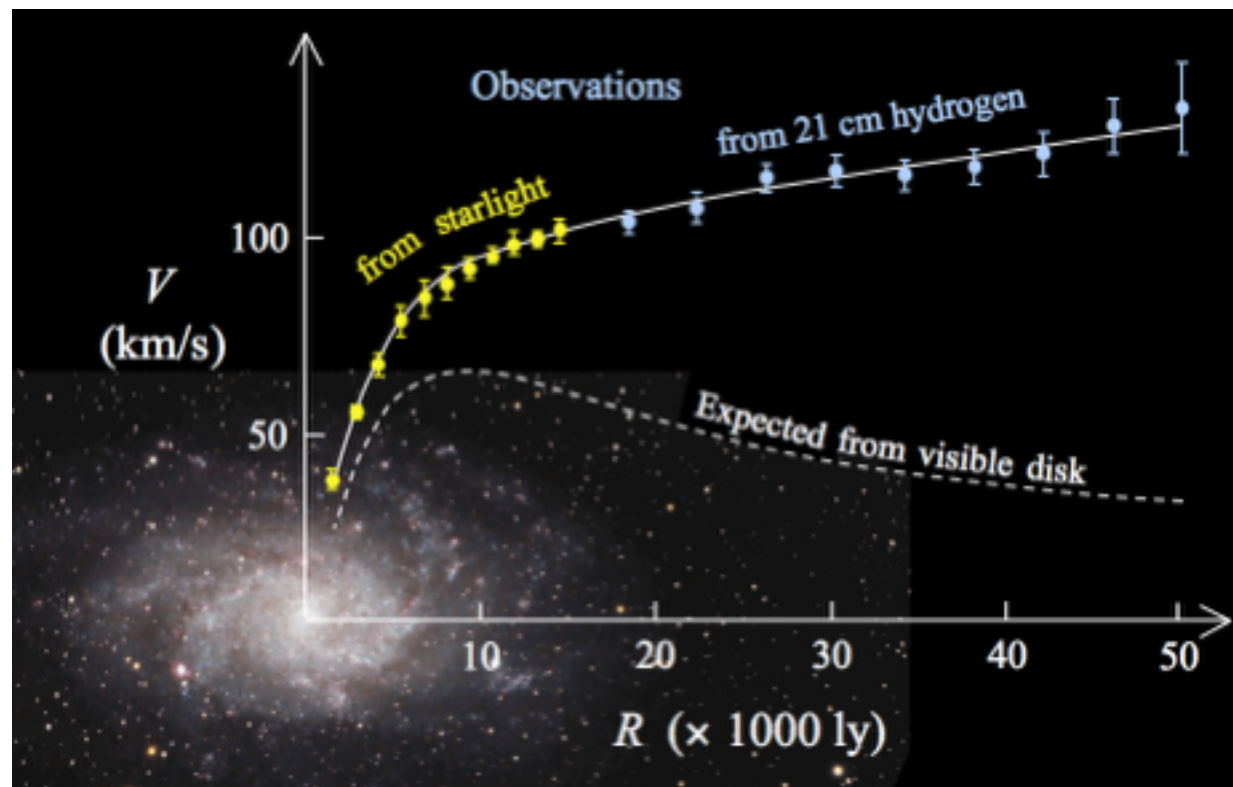 Observations
from 21 cm hydrogen
from starlight
100
V
(km/s)
50
Expected from visible disk
10
20
30
40
50
R (× 1000 ly)